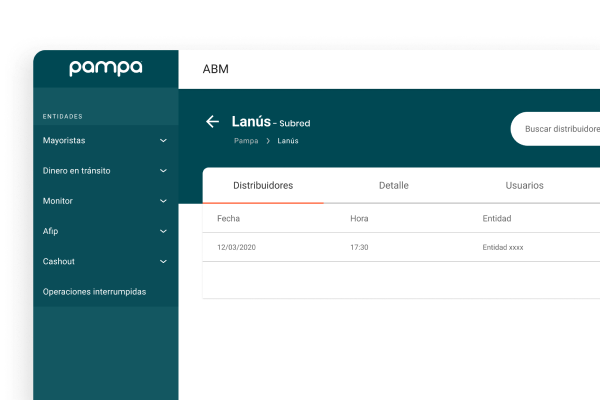 pampa
ABM
ENTIDADES
Mayoristas
Dinero en tránsito
Monitor
Afip
Cashout
Operaciones interrumpidas
Lanús - Subred
Pampa > Lanús
Buscar distribuidore
Distribuidores Detalle Usuarios
Fecha Hora Entidad
12/03/2020 17:30 Entidad xxxx